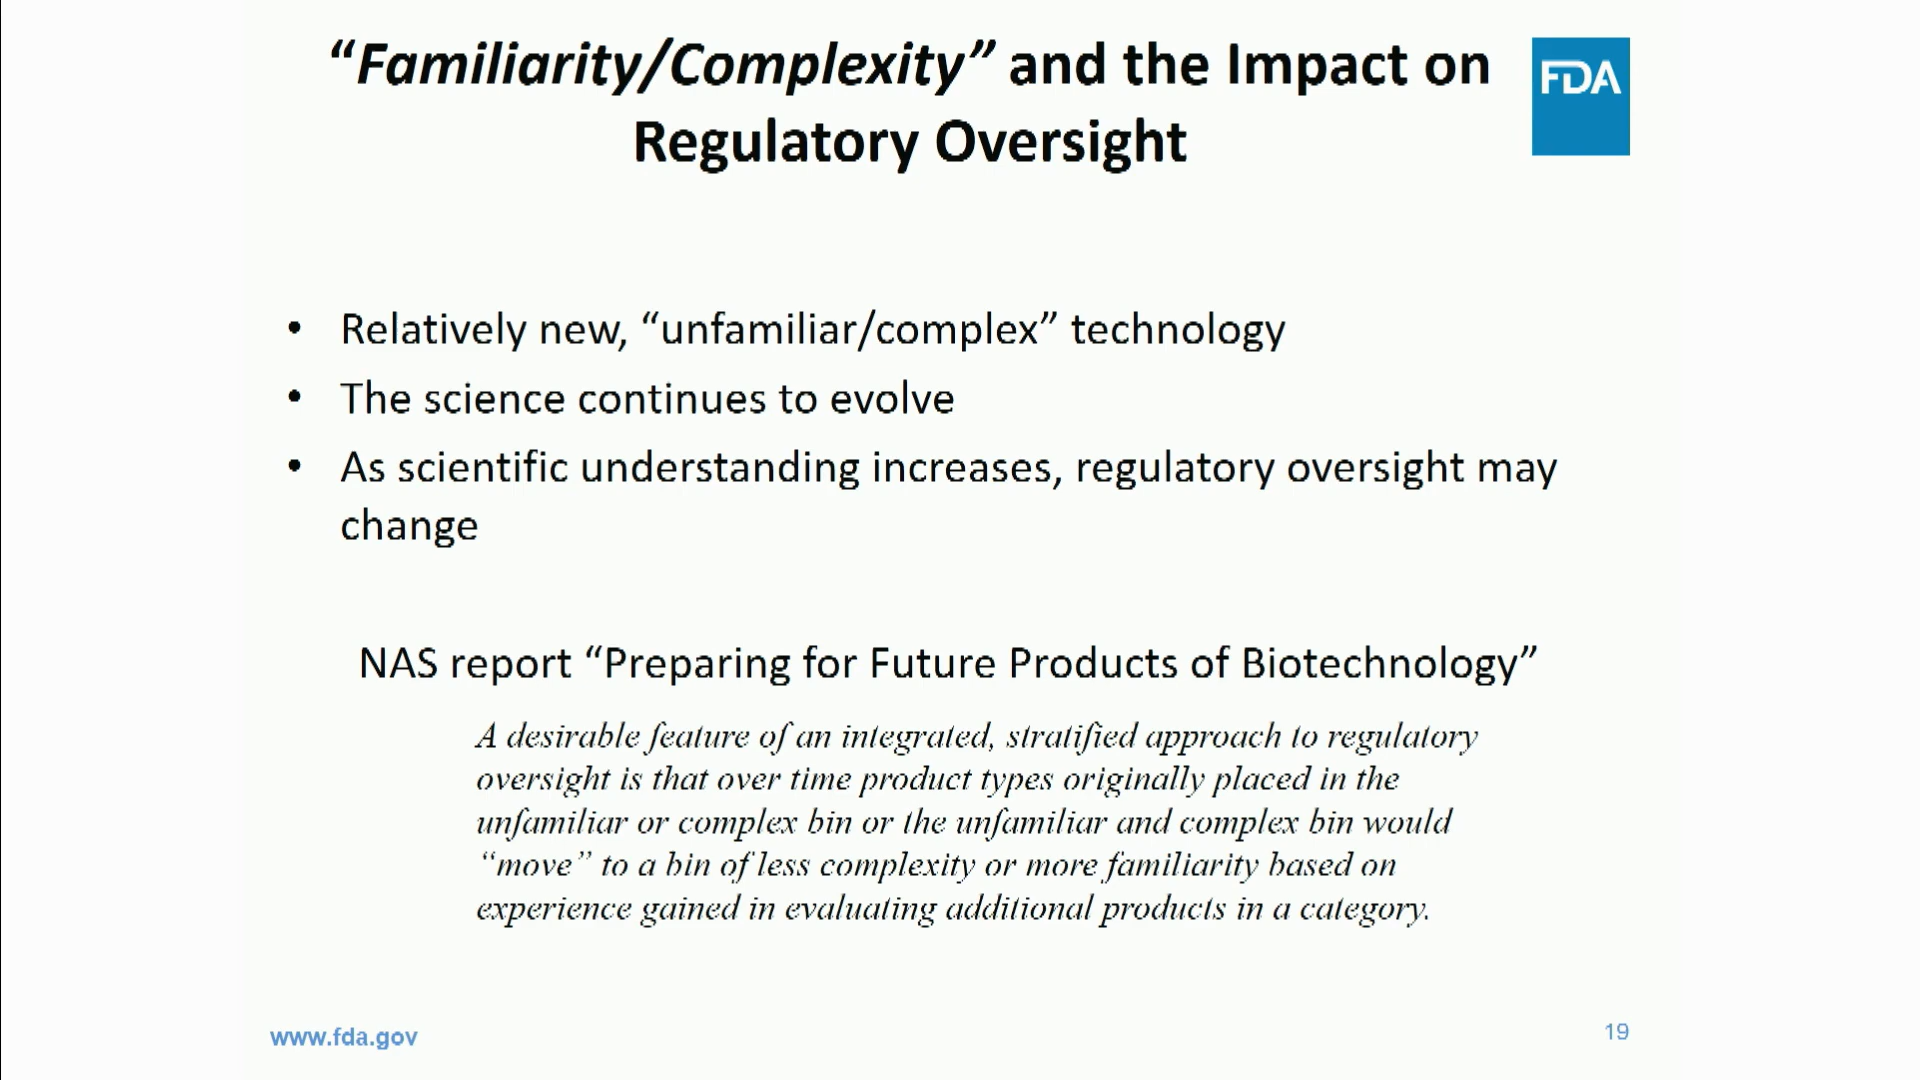 “Familiarity/Complexity” and the Impact on
Regulatory Oversight
FDA
• Relatively new, “unfamiliar/complex” technology
• The science continues to evolve
• As scientific understanding increases, regulatory oversight may
change
NAS report “Preparing for Future Products of Biotechnology”
A desirable feature of an integrated, stratified approach to regulatory
oversight is that over time product types originally placed in the
unfamiliar or complex bin or the unfamiliar and complex bin would
“move” to a bin of less complexity or more familiarity based on
experience gained in evaluating additional products in a category.
www.fda.gov
19